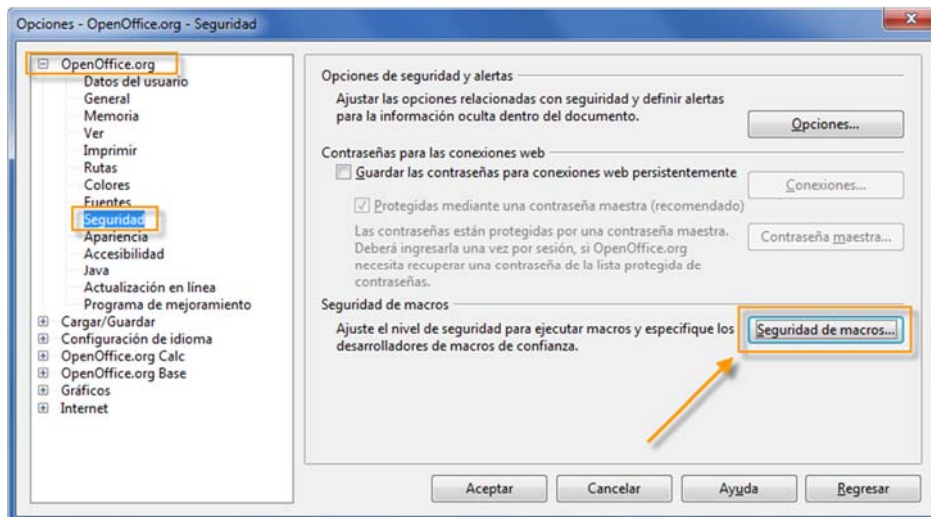 Opciones - OpenOffice.org - Seguridad
OpenOffice.org
Datos del usuario
General
Memoria
Ver
Imprimir
Rutas
Colores
Fuentes
Seguridad
Apariencia
Accesibilidad
Java
Actualización en línea
Programa de mejoramiento
Cargar/Guardar
Configuración de idioma
OpenOffice.org Calc
OpenOffice.org Base
Gráficos
Internet
Opciones de seguridad y alertas
Ajustar las opciones relacionadas con seguiridad y definir alertas
para la información oculta dentro del documento.
Opciones...
Contraseñas para las conexiones web
Guardar las contraseñas para conexiones web persistentemente
Conexiones...
Protegidas mediante una contraseña maestra (recomendado)
Las contraseñas están protegidas por una contraseña maestra.
Deberá ingresarla una vez por sesión, si OpenOffice.org
necesita recuperar una contraseña de la lista protegida de
contraseñas.
Contraseña maestra...
Seguridad de macros
Ajuste el nivel de seguridad para ejecutar macros y especifique los
desarrolladores de macros de confianza.
Seguridad de macros...
Aceptar
Cancelar
Ayuda
Regresar